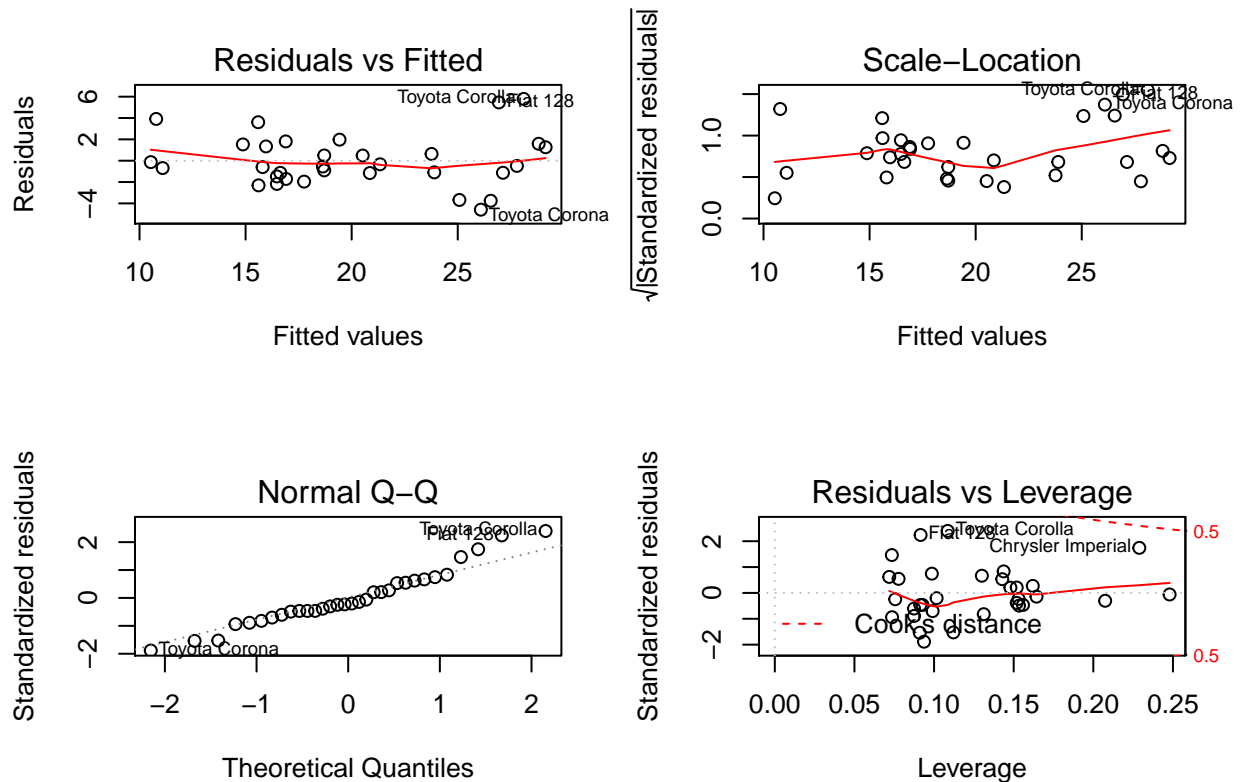 Residuals vs Fitted
Residuals
6
2
−4
Toyota Corolla
Fiat 128
Toyota Corona
10
15
20
25
Fitted values
Scale−Location
√|Standardized residuals|
1.0
0.0
Toyota Corolla
Fiat 128
Toyota Corona
10
15
20
25
Fitted values
Normal Q−Q
Standardized residuals
2
0
−2
Toyota Corolla
Fiat 128
Toyota Corona
−2
−1
0
1
2
Theoretical Quantiles
Residuals vs Leverage
Standardized residuals
2
0
−2
Fiat 128
Toyota Corolla
Chrysler Imperial
Cook's distance
0.5
0.5
0.00
0.05
0.10
0.15
0.20
0.25
Leverage